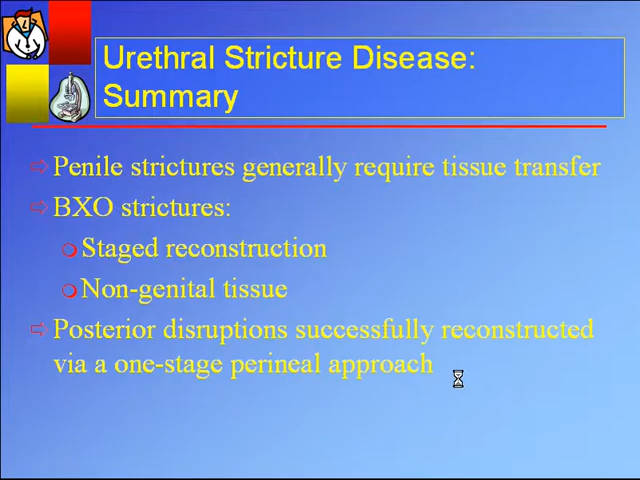 Urethral Stricture Disease:
Summary
Penile strictures generally require tissue transfer
BXO strictures:
Staged reconstruction
Non-genital tissue
Posterior disruptions successfully reconstructed
via a one-stage perineal approach